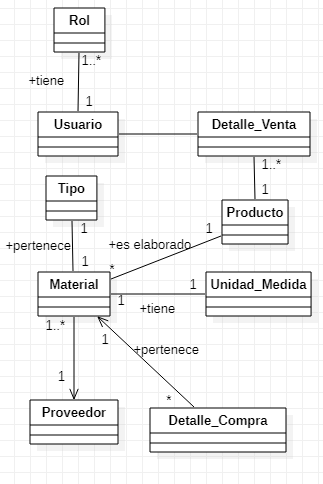 Rol
1..*
+tiene
1
Usuario
Detalle_Venta
1..*
Tipo
1
1
Producto
+pertenece
+es elaborado
1
1
*
Material
1
1
Unidad_Medida
+tiene
1..*
1
+pertenece
1
*
Proveedor
Detalle_Compra